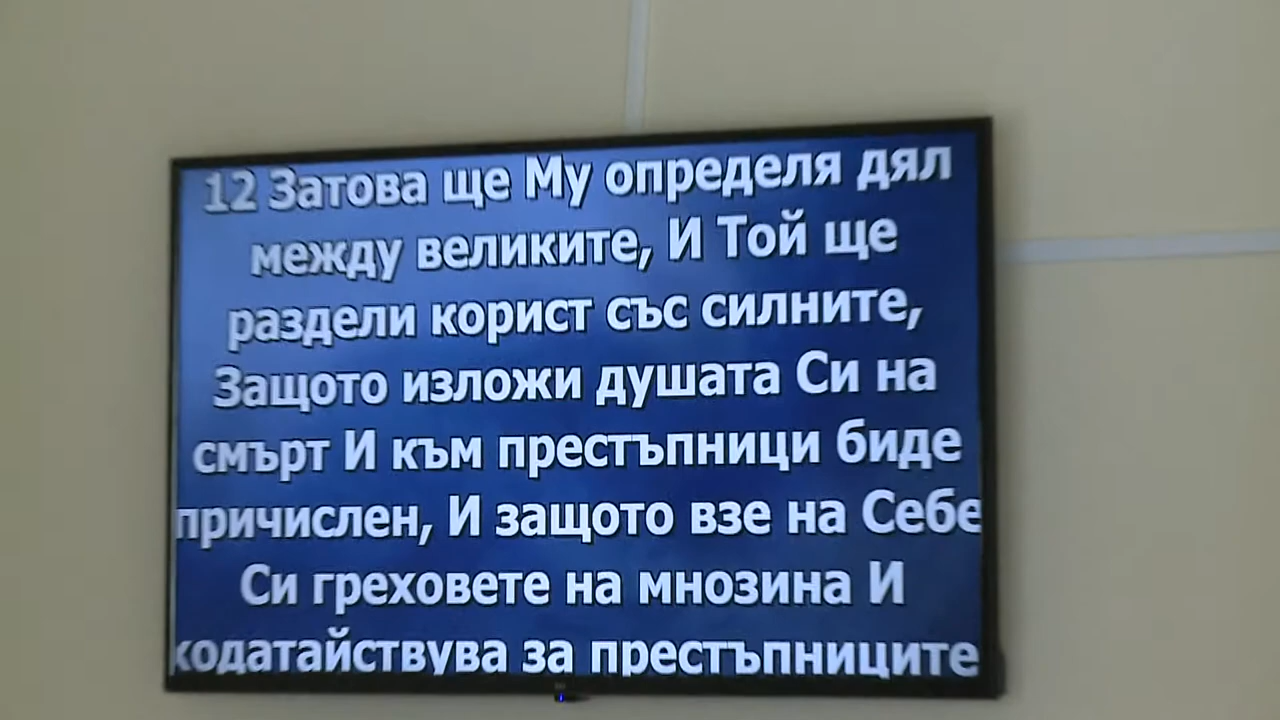 12 Затова ще Му определя дял
между великите, И Той ще
раздели корист със силните,
Защото изложи душата Си на
смърт И към престъпници биде
причислен, И защото взе на Себе
Си греховете на мнозина И
ходатайствува за престъпниците